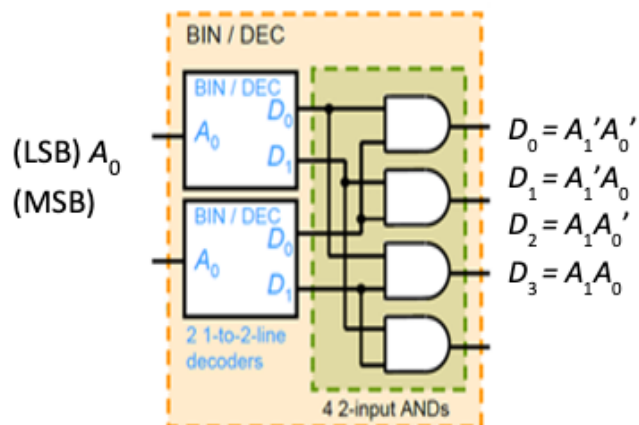 BIN / DEC
BIN / DEC
D₀
A₀
D₁
BIN / DEC
D₀
A₀
D₁
2 1-to-2-line
decoders
4 2-input ANDs
(LSB) A₀
(MSB)
D₀ = A₁’A₀’
D₁ = A₁’A₀
D₂ = A₁A₀’
D₃ = A₁A₀